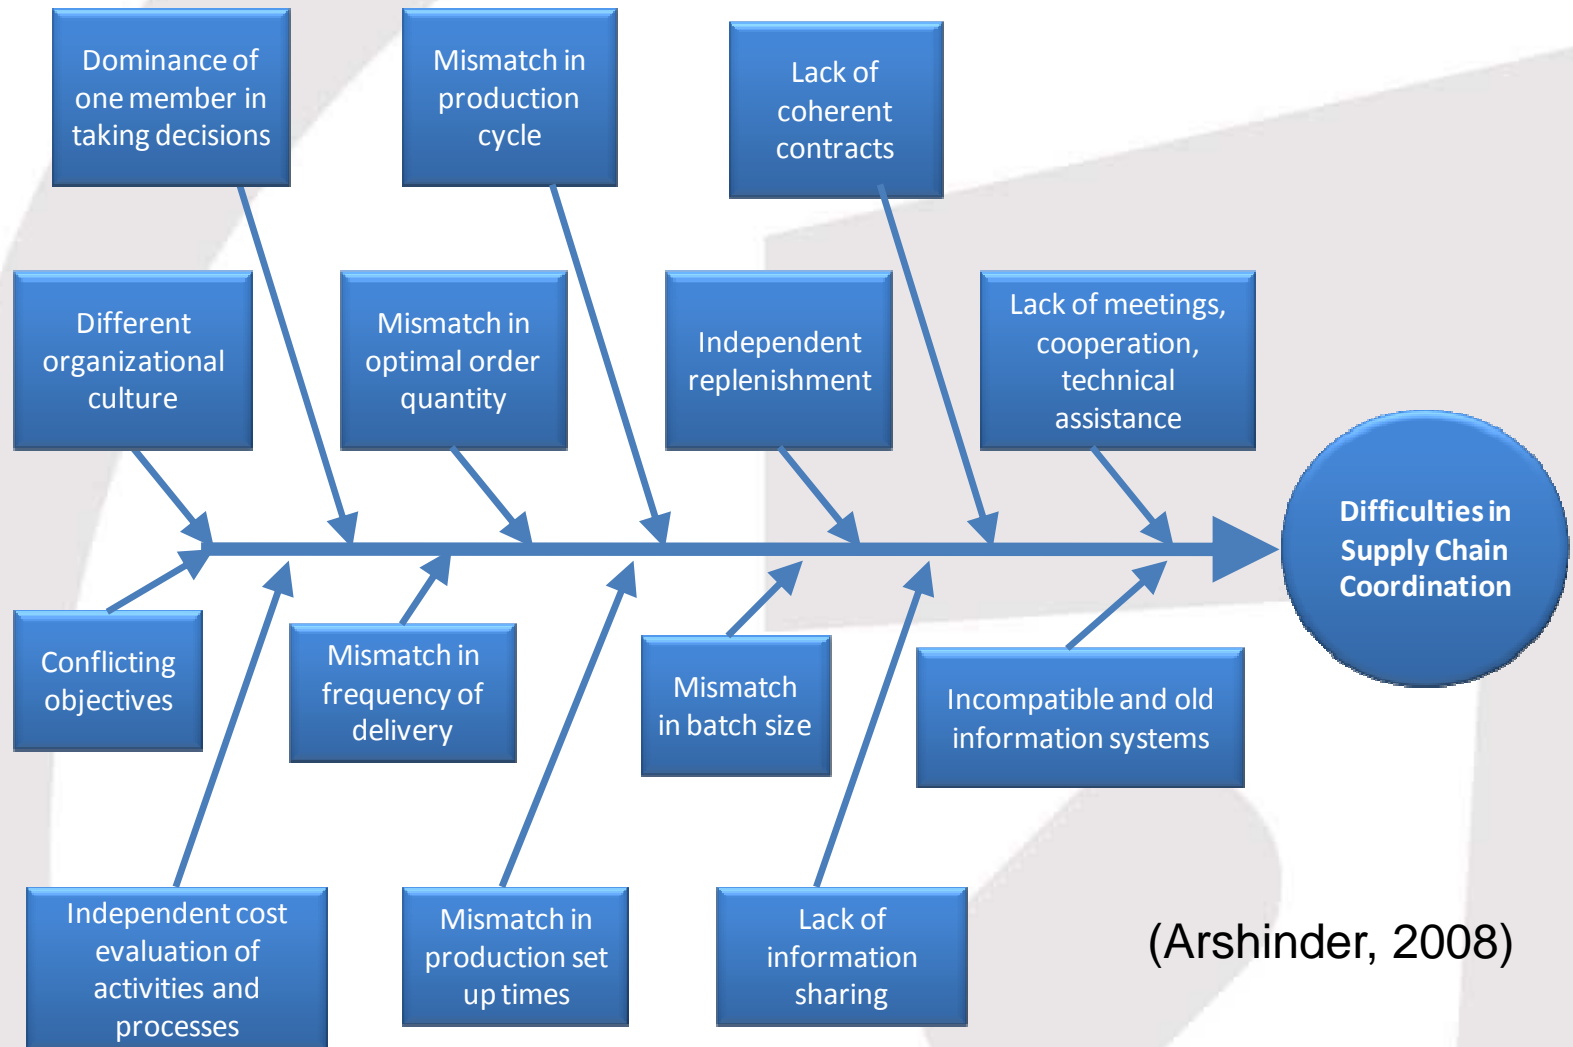 Dominance of
one member in
taking decisions
Mismatch in
production
cycle
Lack of
coherent
contracts
Different
organizational
culture
Mismatch in
optimal order
quantity
Independent
replenishment
Lack of meetings,
cooperation,
technical
assistance
Difficulties in
Supply Chain
Coordination
Conflicting
objectives
Mismatch in
frequency of
delivery
Mismatch
in batch size
Incompatible and old
information systems
Independent cost
evaluation of
activities and
processes
Mismatch in
production set
up times
Lack of
information
sharing
(Arshinder, 2008)